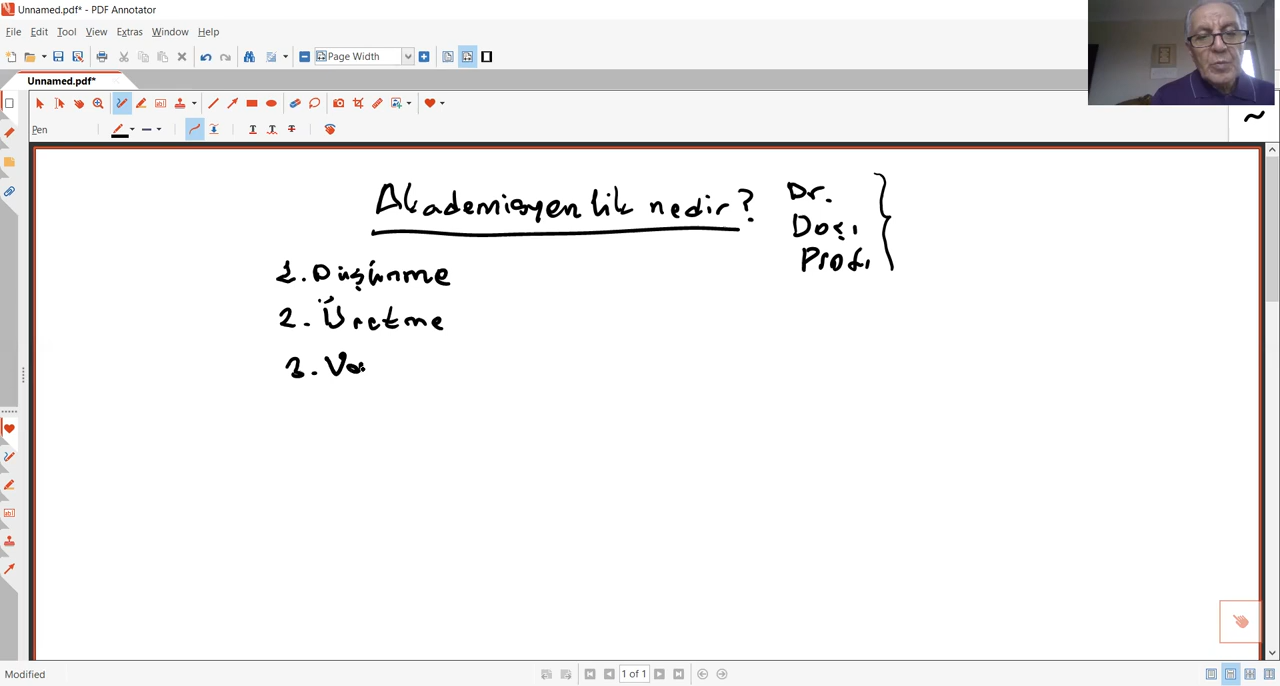 Unnamed.pdf* - PDF Annotator
File Edit Tool View Extras Window Help
Page Width
Unnamed.pdf*
Pen
Akademisyenlik nedir?
Dr.
Doç.
Prof.
1. Düşünme
2. Üretme
3. Va
Modified
1 of 1